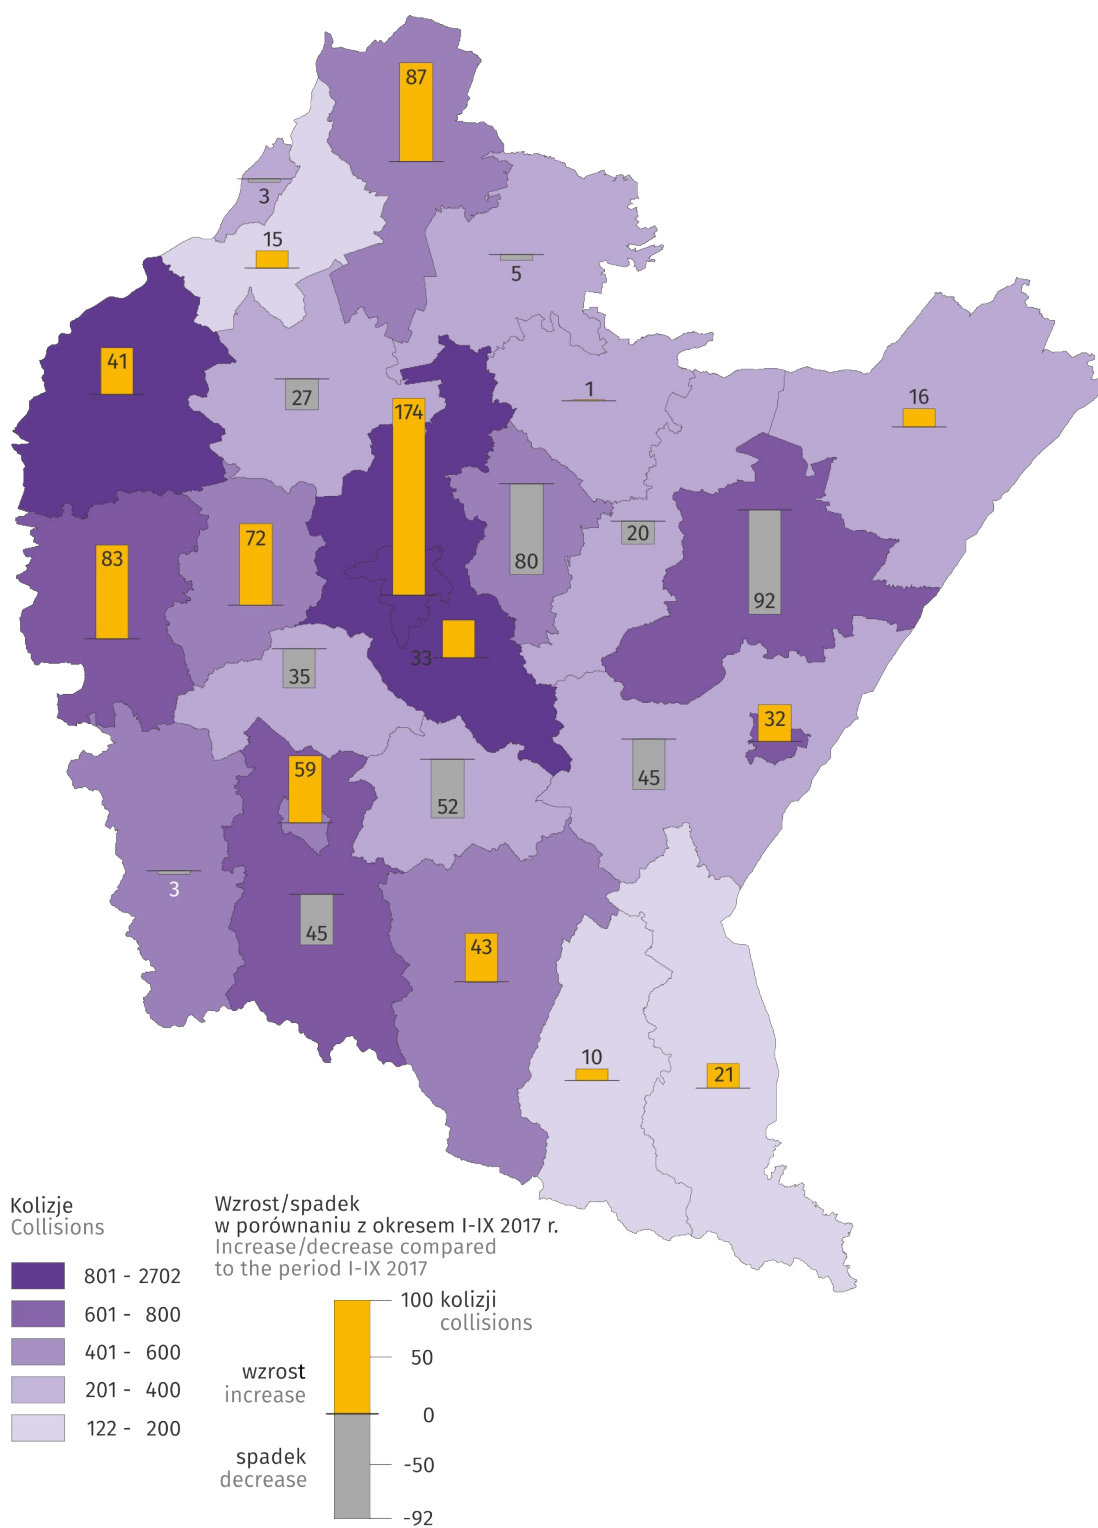 87
3
15
5
41
27
174
1
16
83
72
80
20
92
33
35
32
59
52
45
3
45
43
10
21
Kolizje
Collisions
801 - 2702
601 - 800
401 - 600
201 - 400
122 - 200
Wzrost/spadek
w porównaniu z okresem I-IX 2017 r.
Increase/decrease compared
to the period I-IX 2017
100 kolizji
collisions
50
wzrost
increase
0
spadek
decrease
-50
-92